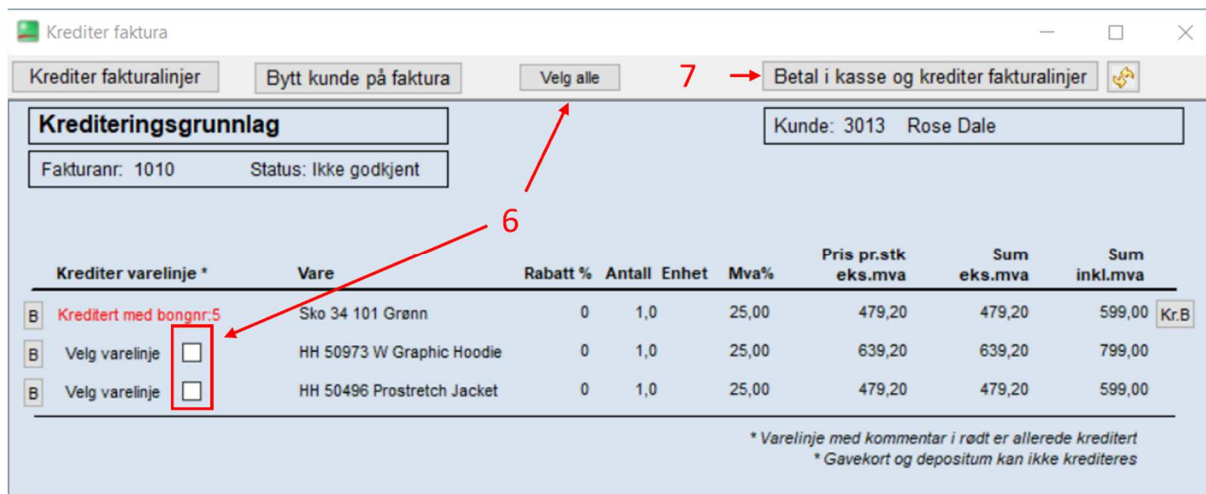 Krediter faktura
Krediter fakturalinjer Bytt kunde på faktura Velg alle 7 Betal i kasse og krediter fakturalinjer
Krediteringsgrunnlag Kunde: 3013 Rose Dale
Fakturanr: 1010 Status: Ikke godkjent
6
Krediter varelinje * Vare Rabatt % Antall Enhet Mva% Pris pr.stk eks.mva Sum eks.mva Sum inkl.mva
B Kreditert med bongnr:5 Sko 34 101 Grønn 0 1,0 25,00 479,20 479,20 599,00 Kr.B
B Velg varelinje HH 50973 W Graphic Hoodie 0 1,0 25,00 639,20 639,20 799,00
B Velg varelinje HH 50496 Prostretch Jacket 0 1,0 25,00 479,20 479,20 599,00
* Varelinje med kommentar i rødt er allerede kreditert
* Gavekort og depositum kan ikke krediteres